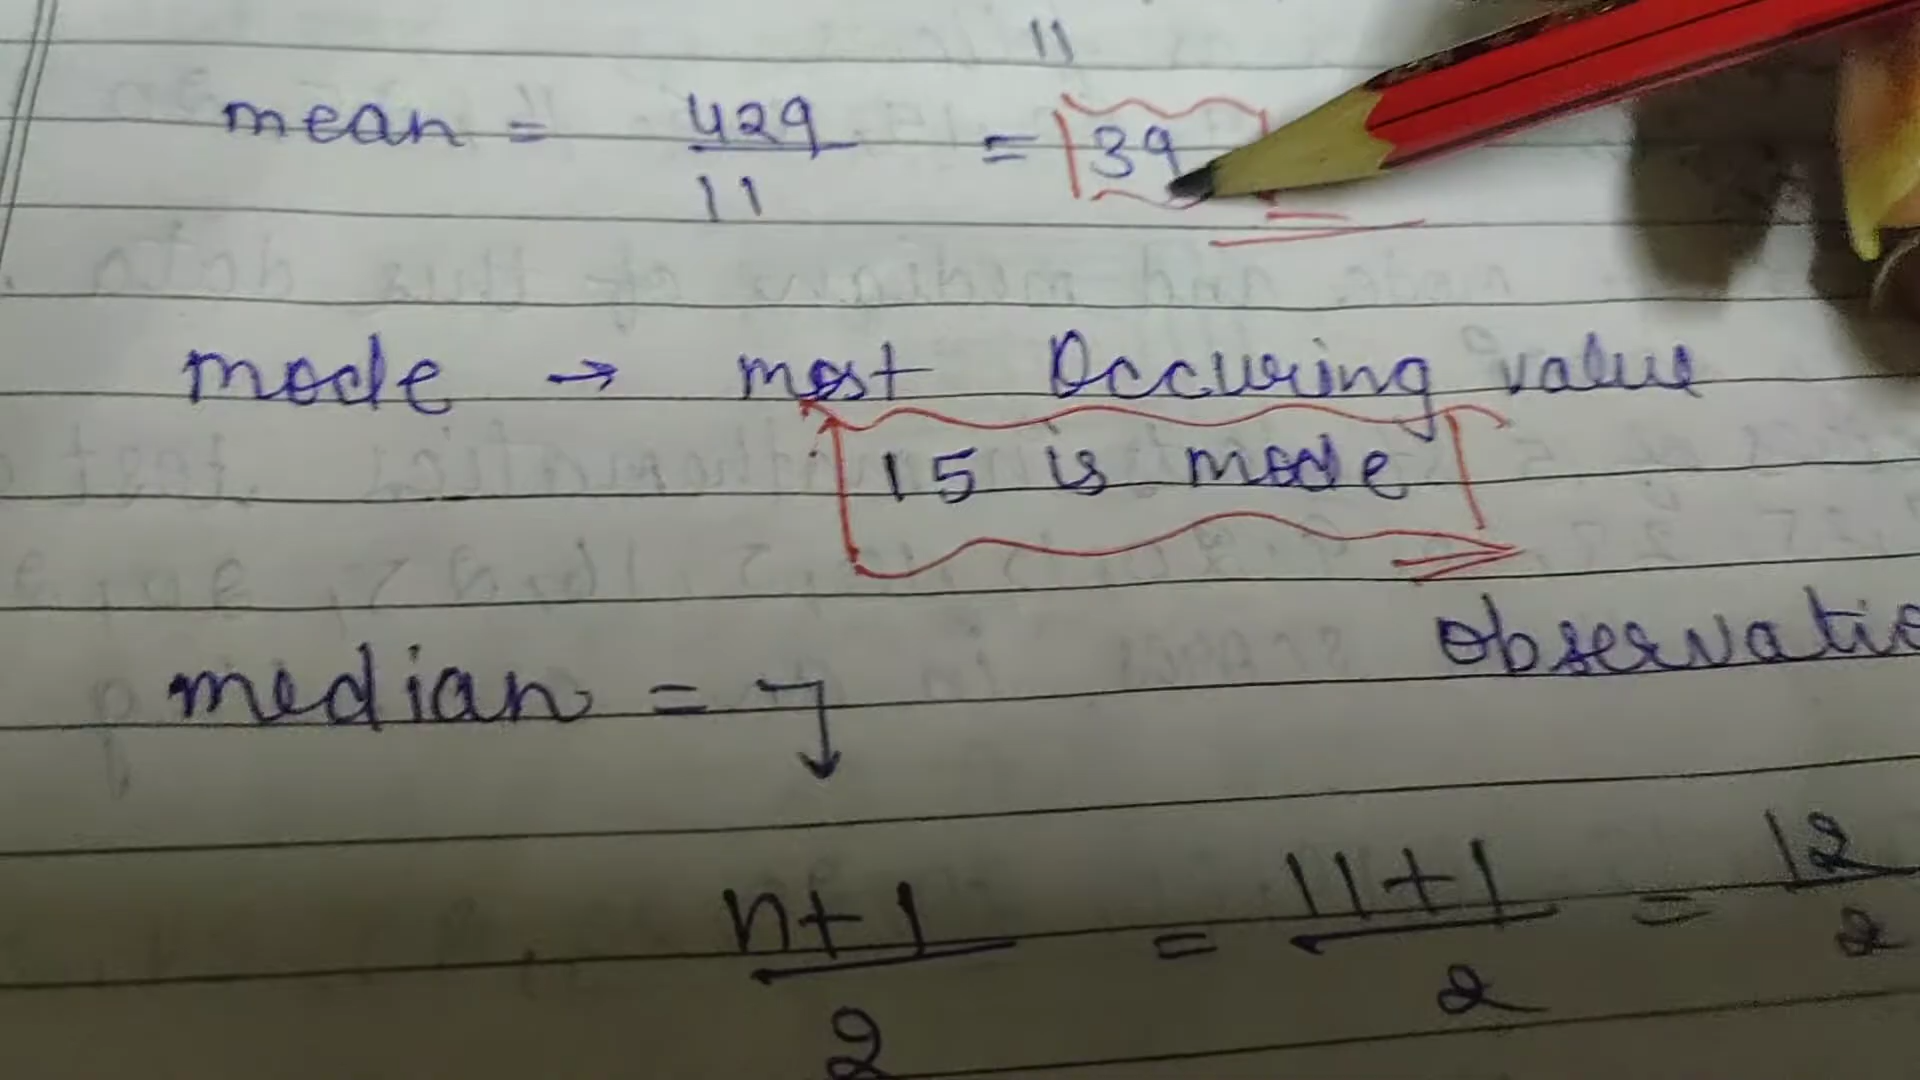 11
mean = 429/11 = 39
mode → most Occuring value
15 is mode
observatio
median =
n+1/2 = 11+1/2 = 12/2